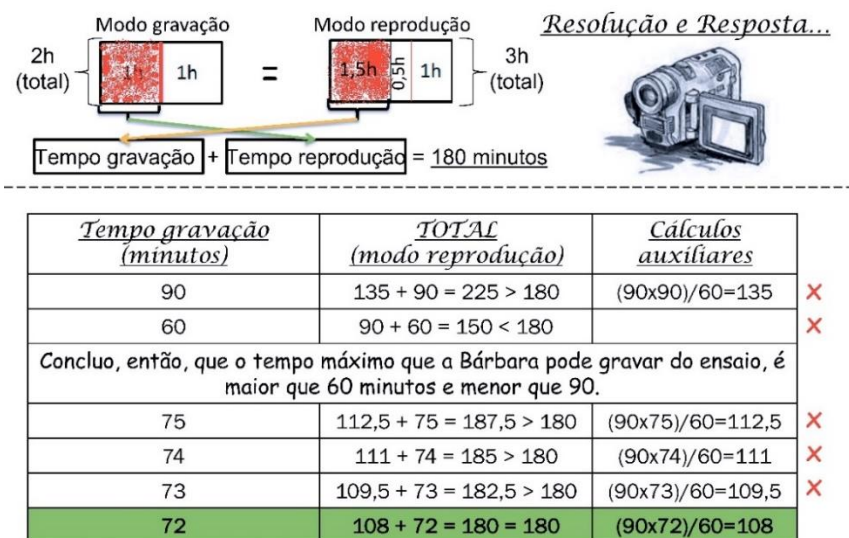 Modo gravação
Modo reprodução
Resolução e Resposta...
2h
(total)
1h
1h
=
1,5h
0,5h
1h
3h
(total)
Tempo gravação + Tempo reprodução = 180 minutos
Tempo gravação (minutos)
TOTAL (modo reprodução)
Cálculos auxiliares
90 135 + 90 = 225 > 180 (90x90)/60=135 X
60 90 + 60 = 150 < 180 X
Concluo, então, que o tempo máximo que a Bárbara pode gravar do ensaio, é
maior que 60 minutos e menor que 90.
75 112,5 + 75 = 187,5 > 180 (90x75)/60=112,5 X
74 111 + 74 = 185 > 180 (90x74)/60=111 X
73 109,5 + 73 = 182,5 > 180 (90x73)/60=109,5 X
72 108 + 72 = 180 = 180 (90x72)/60=108